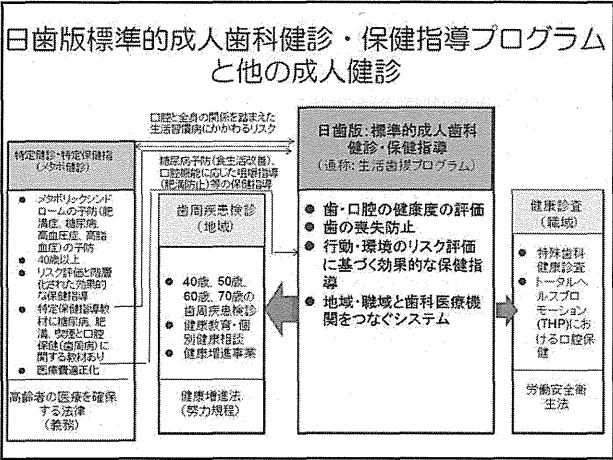 日歯版標準的成人歯科健診・保健指導プログラム
と他の成人健診
口腔と全身の関係を踏まえた
生活習慣病にかかわるリスク
糖尿病予防(食生活改善)、
口腔機能に応じた咀嚼指導
(肥満防止)等の保健指導
特定健診・特定保健指
(メタボ健診)
● メタボリックシンド
ロームの予防(肥
満症、糖尿病、
高血圧症、高脂
血症)の予防
● 40歳以上
● リスク評価と階層
化された効果的
な保健指導
● 特定保健指導教
材に糖尿病、肥
満、喫煙と口腔
保健(歯周病)に
関する教材あり
● 医療費適正化
高齢者の医療を確保
する法律
(義務)
歯周疾患検診
(地域)
● 40歳、50歳、
60歳、70歳の
歯周疾患検診
● 健康教育・個
別健康相談
● 健康増進事業
健康増進法
(努力規程)
日歯版:標準的成人歯科
健診・保健指導
(通称:生活歯援プログラム)
● 歯・口腔の健康度の評価
● 歯の喪失防止
● 行動・環境のリスク評価
に基づく効果的な保健指
導
● 地域・職域と歯科医療機
関をつなぐシステム
健康診査
(職域)
● 特殊歯科
健康診査
● トータルヘ
ルスプロ
モーション
(THP)にお
ける口腔保
健
労働安全衛
生法